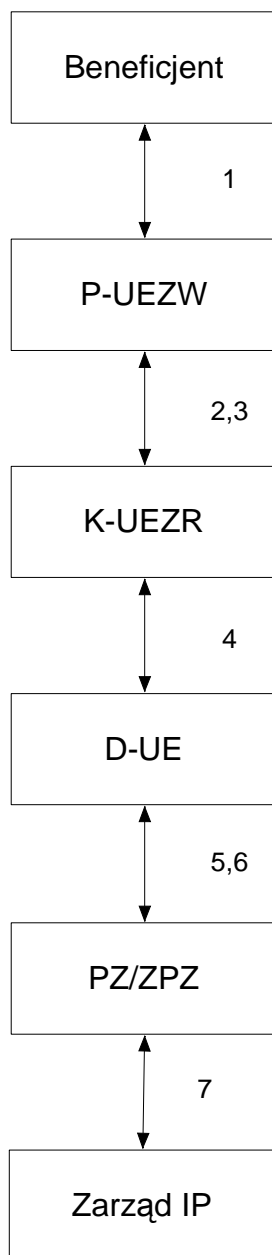 Beneficjent
1
P-UEZW
2,3
K-UEZR
4
D-UE
5,6
PZ/ZPZ
7
Zarząd IP